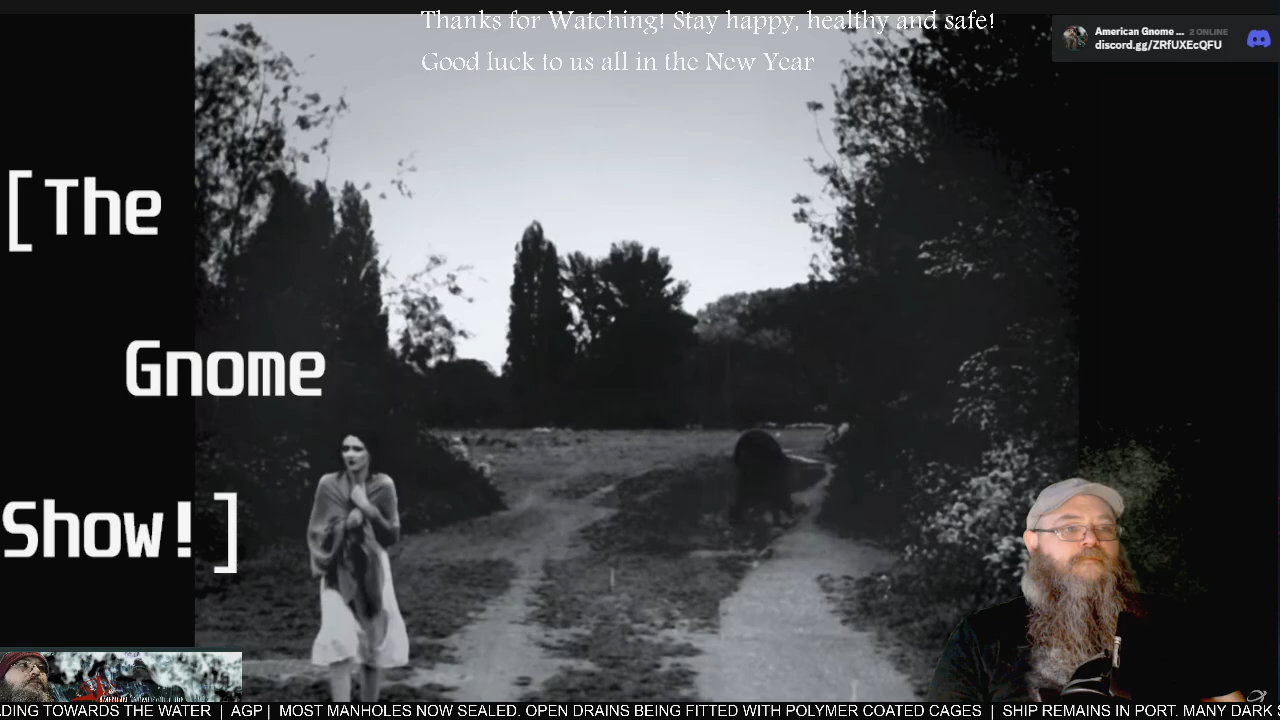 Thanks for Watching! Stay happy, healthy and safe!
Good luck to us all in the New Year
American Gnome ... 2 ONLINE
discord.gg/ZRfUXEcQFU
[The
Gnome
Show!]
DING TOWARDS THE WATER | AGP | MOST MANHOLES NOW SEALED. OPEN DRAINS BEING FITTED WITH POLYMER COATED CAGES | SHIP REMAINS IN PORT. MANY DARK S